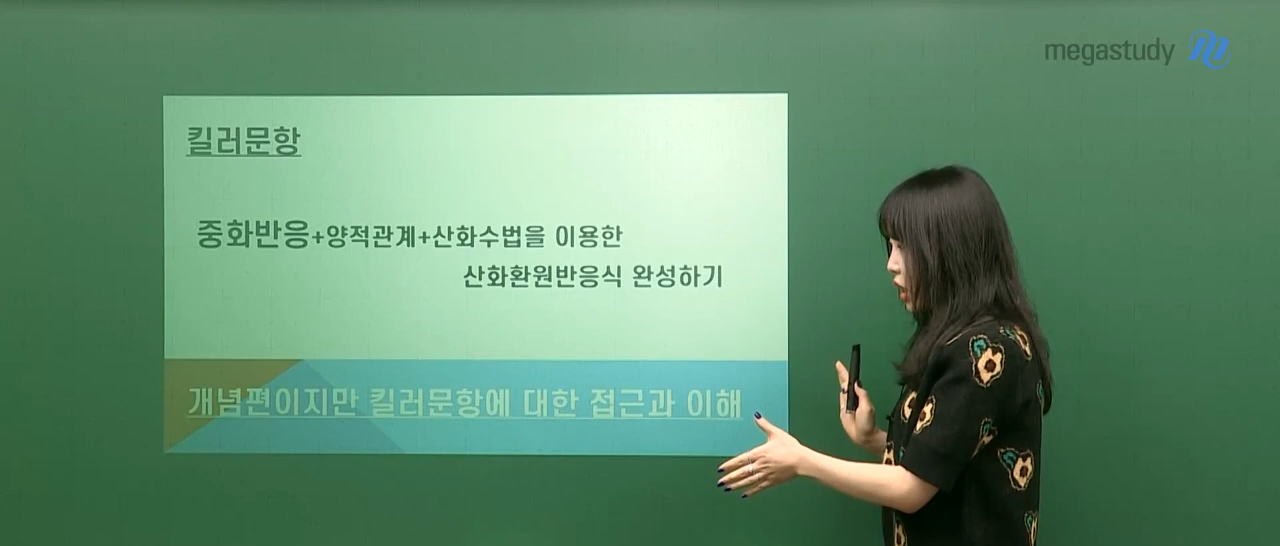 megastudy
킬러문항
중화반응+양적관계+산화수법을 이용한
산화환원반응식 완성하기
개념편이지만 킬러문항에 대한 접근과 이해